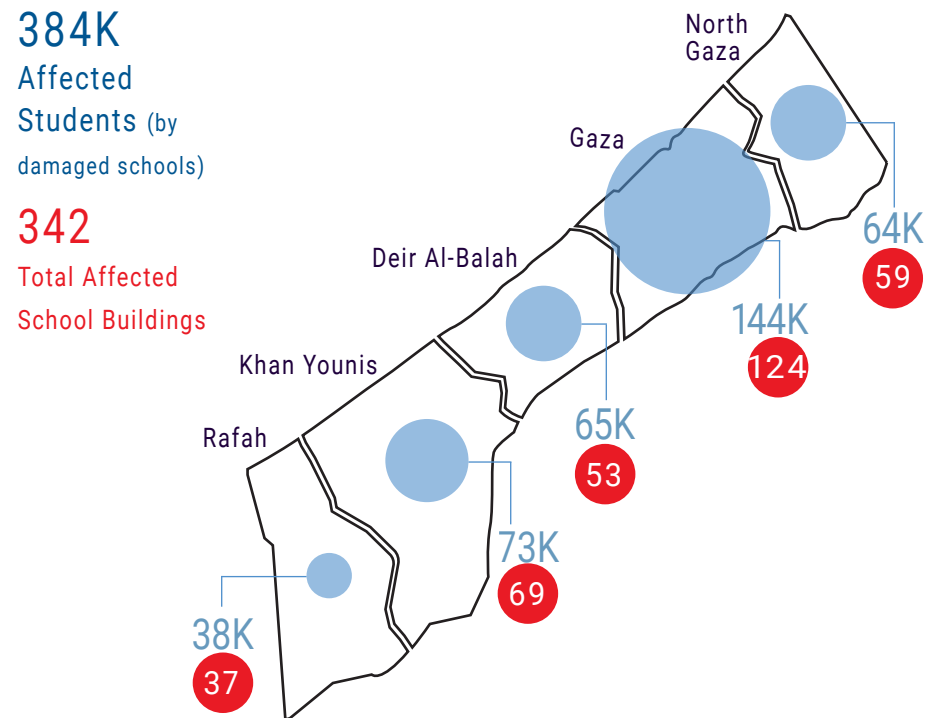 384K
Affected
Students (by
damaged schools)
342
Total Affected
School Buildings
North
Gaza
64K
59
Gaza
144K
124
Deir Al-Balah
65K
53
Khan Younis
73K
69
Rafah
38K
37